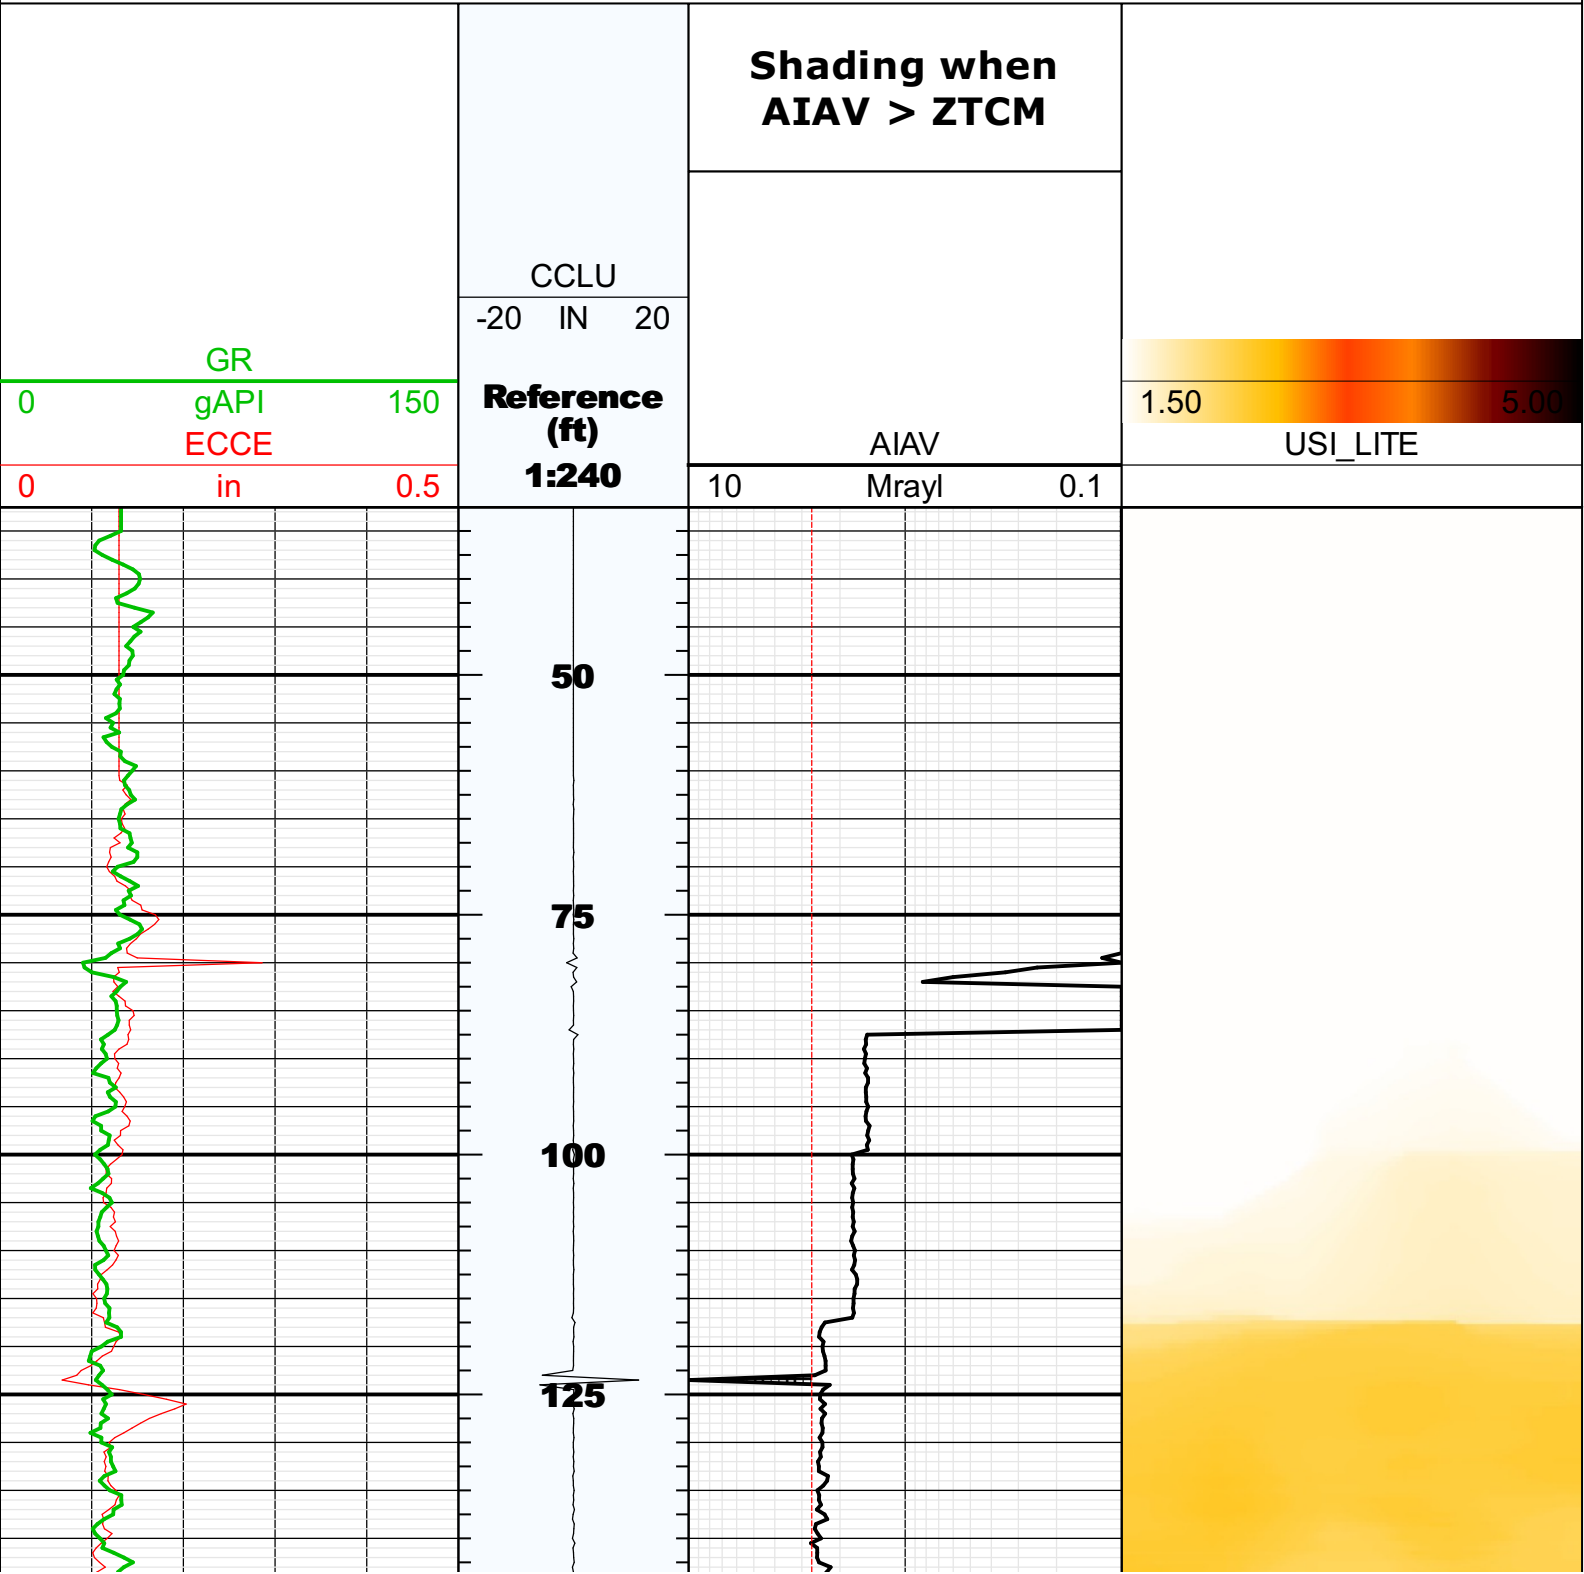 Shading when
AIAV > ZTCM
CCLU
-20 IN 20
GR
0 gAPI 150
ECCE
0 in 0.5
Reference
(ft)
1:240
AIAV
10 Mrayl 0.1
1.50 5.00
USI_LITE
50
75
100
125